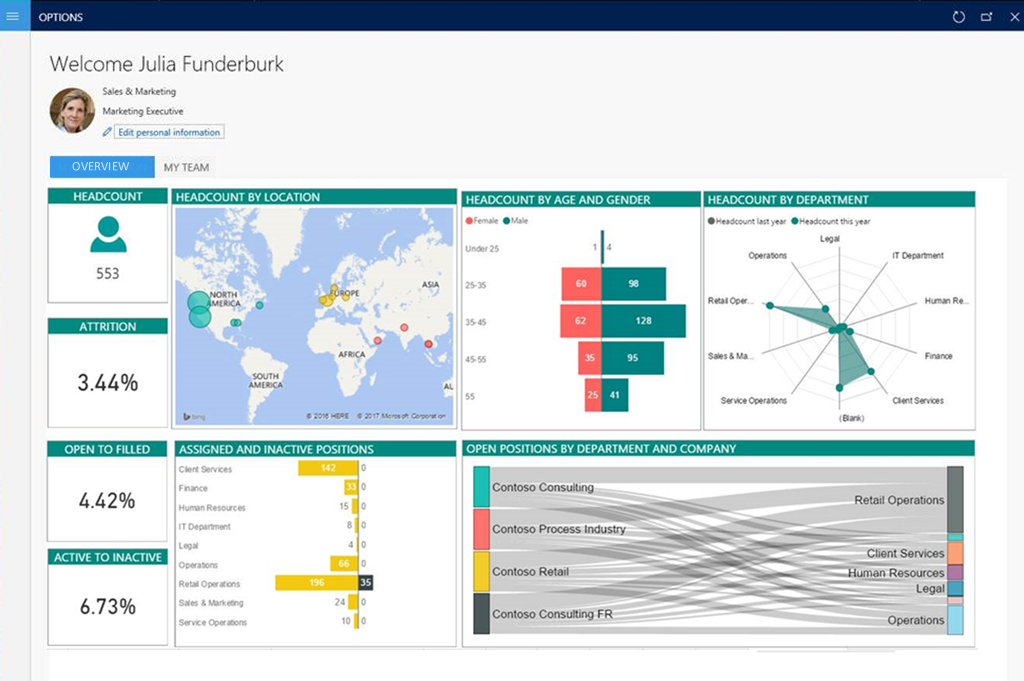 OPTIONS
Welcome Julia Funderburk
Sales & Marketing
Marketing Executive
Edit personal information
OVERVIEW
MY TEAM
HEADCOUNT
553
ATTRITION
3.44%
OPEN TO FILLED
4.42%
ACTIVE TO INACTIVE
6.73%
HEADCOUNT BY LOCATION
NORTH
AMERICA
EUROPE
ASIA
AFRICA
SOUTH
AMERICA
AL
bing
© 2016 HERE © 2017 Microsoft Corporation
HEADCOUNT BY AGE AND GENDER
Female Male
Under 25 1 4
25-35 60 98
35-45 62 128
45-55 35 95
55 25 41
HEADCOUNT BY DEPARTMENT
Headcount last year Headcount this year
Legal
Operations
IT Department
Retail Oper...
Human Re...
Sales & Ma...
Finance
Service Operations
Client Services
(Blank)
ASSIGNED AND INACTIVE POSITIONS
Client Services 142 0
Finance 33 0
Human Resources 15 0
IT Department 8 0
Legal 4 0
Operations 66 0
Retail Operations 196 35
Sales & Marketing 24 0
Service Operations 10 0
OPEN POSITIONS BY DEPARTMENT AND COMPANY
Contoso Consulting
Contoso Process Industry
Contoso Retail
Contoso Consulting FR
Retail Operations
Client Services
Human Resources
Legal
Operations